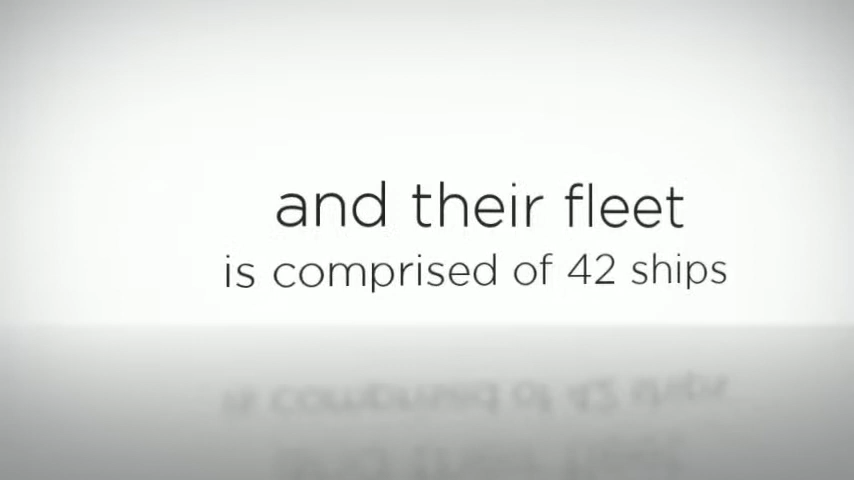 and their fleet
is comprised of 42 ships